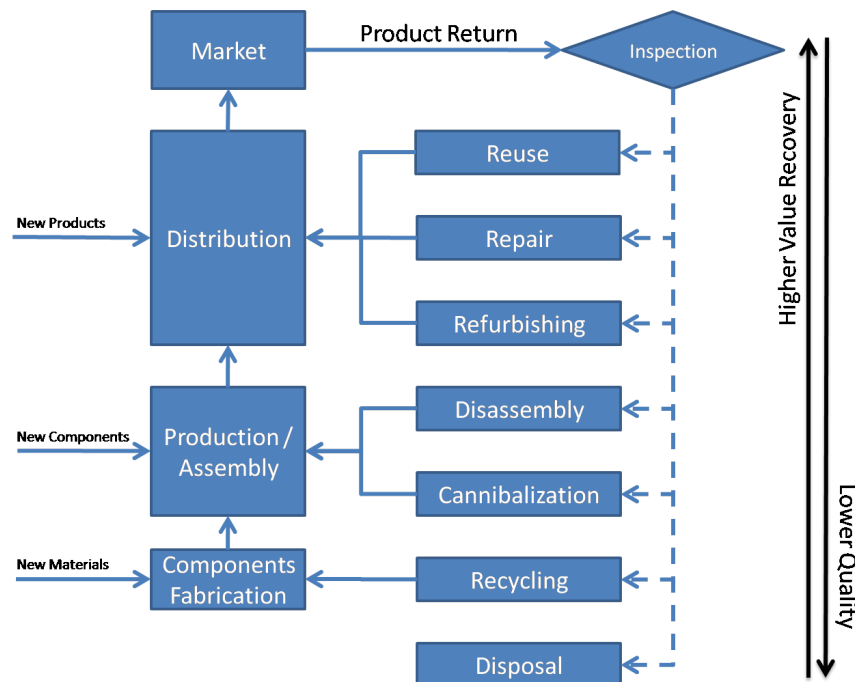 Market
Product Return
Inspection
Reuse
New Products
Distribution
Repair
Refurbishing
Higher Value Recovery
Disassembly
New Components
Production /
Assembly
Cannibalization
New Materials
Components
Fabrication
Recycling
Disposal
Lower Quality